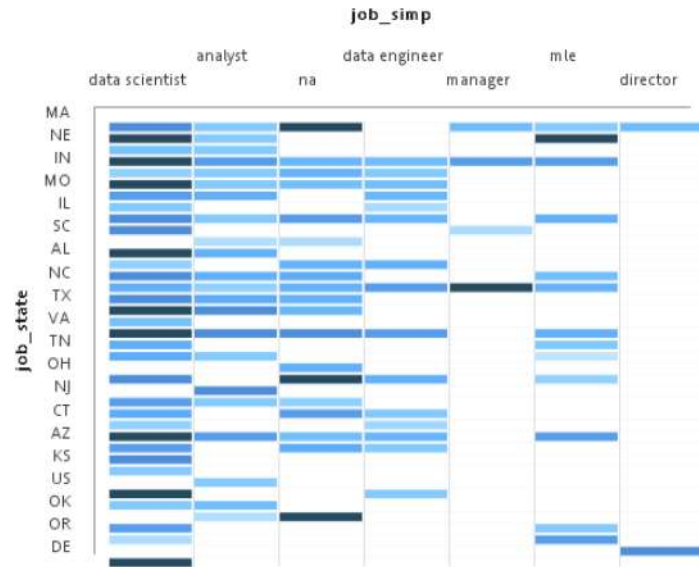 job_simp
analyst data engineer mle
data scientist na manager director
MA
NE
IN
MO
IL
SC
AL
NC
TX
VA
TN
OH
NJ
CT
AZ
KS
US
OK
OR
DE
job_state